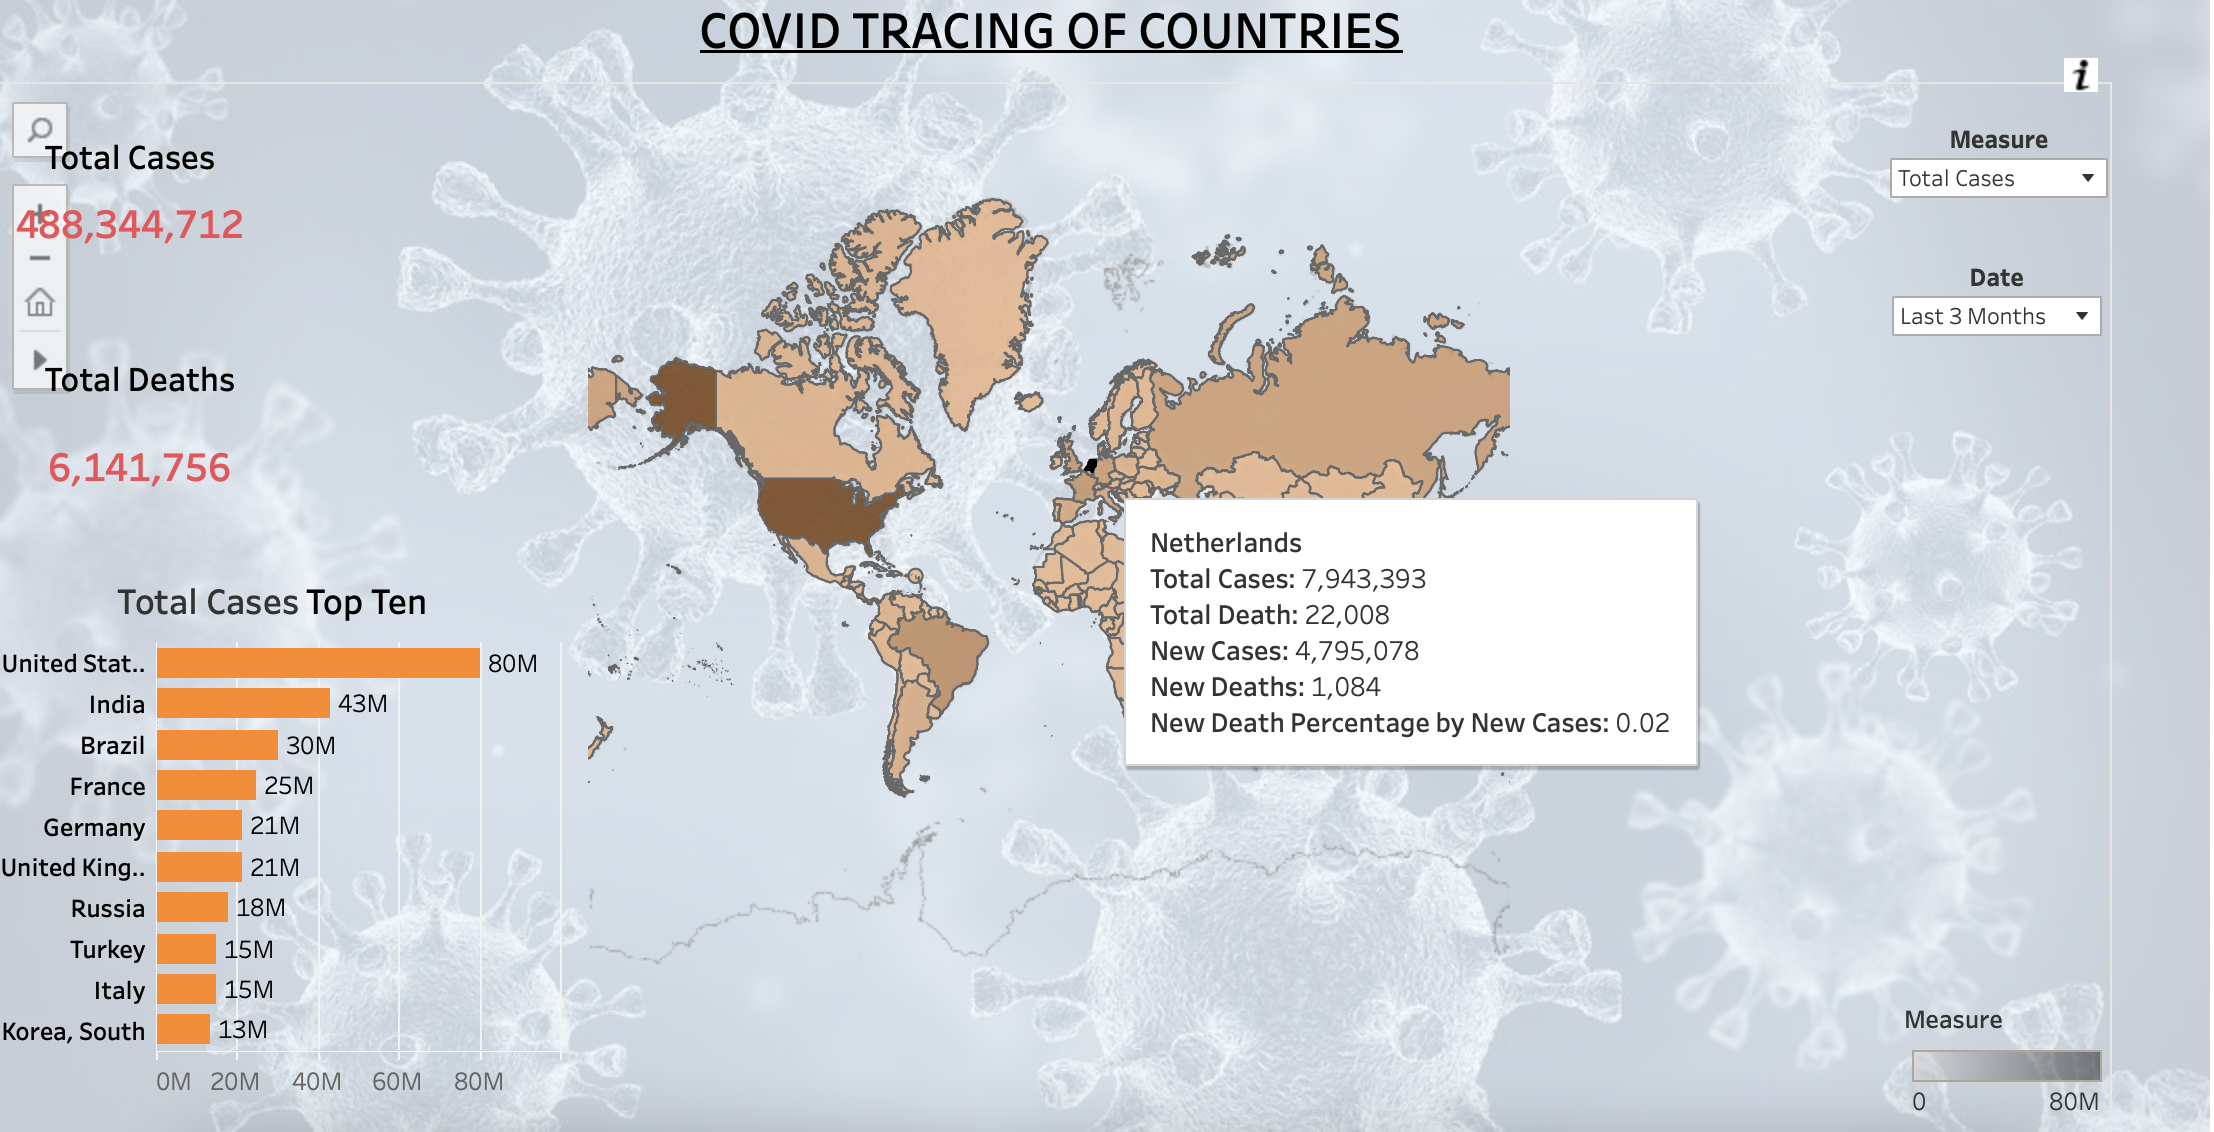 COVID TRACING OF COUNTRIES
i
Measure
Total Cases
Date
Last 3 Months
Total Cases
488,344,712
Total Deaths
6,141,756
Netherlands
Total Cases: 7,943,393
Total Death: 22,008
New Cases: 4,795,078
New Deaths: 1,084
New Death Percentage by New Cases: 0.02
Total Cases Top Ten
United Stat.. 80M
India 43M
Brazil 30M
France 25M
Germany 21M
United King.. 21M
Russia 18M
Turkey 15M
Italy 15M
Korea, South 13M
0M 20M 40M 60M 80M
Measure
0 80M